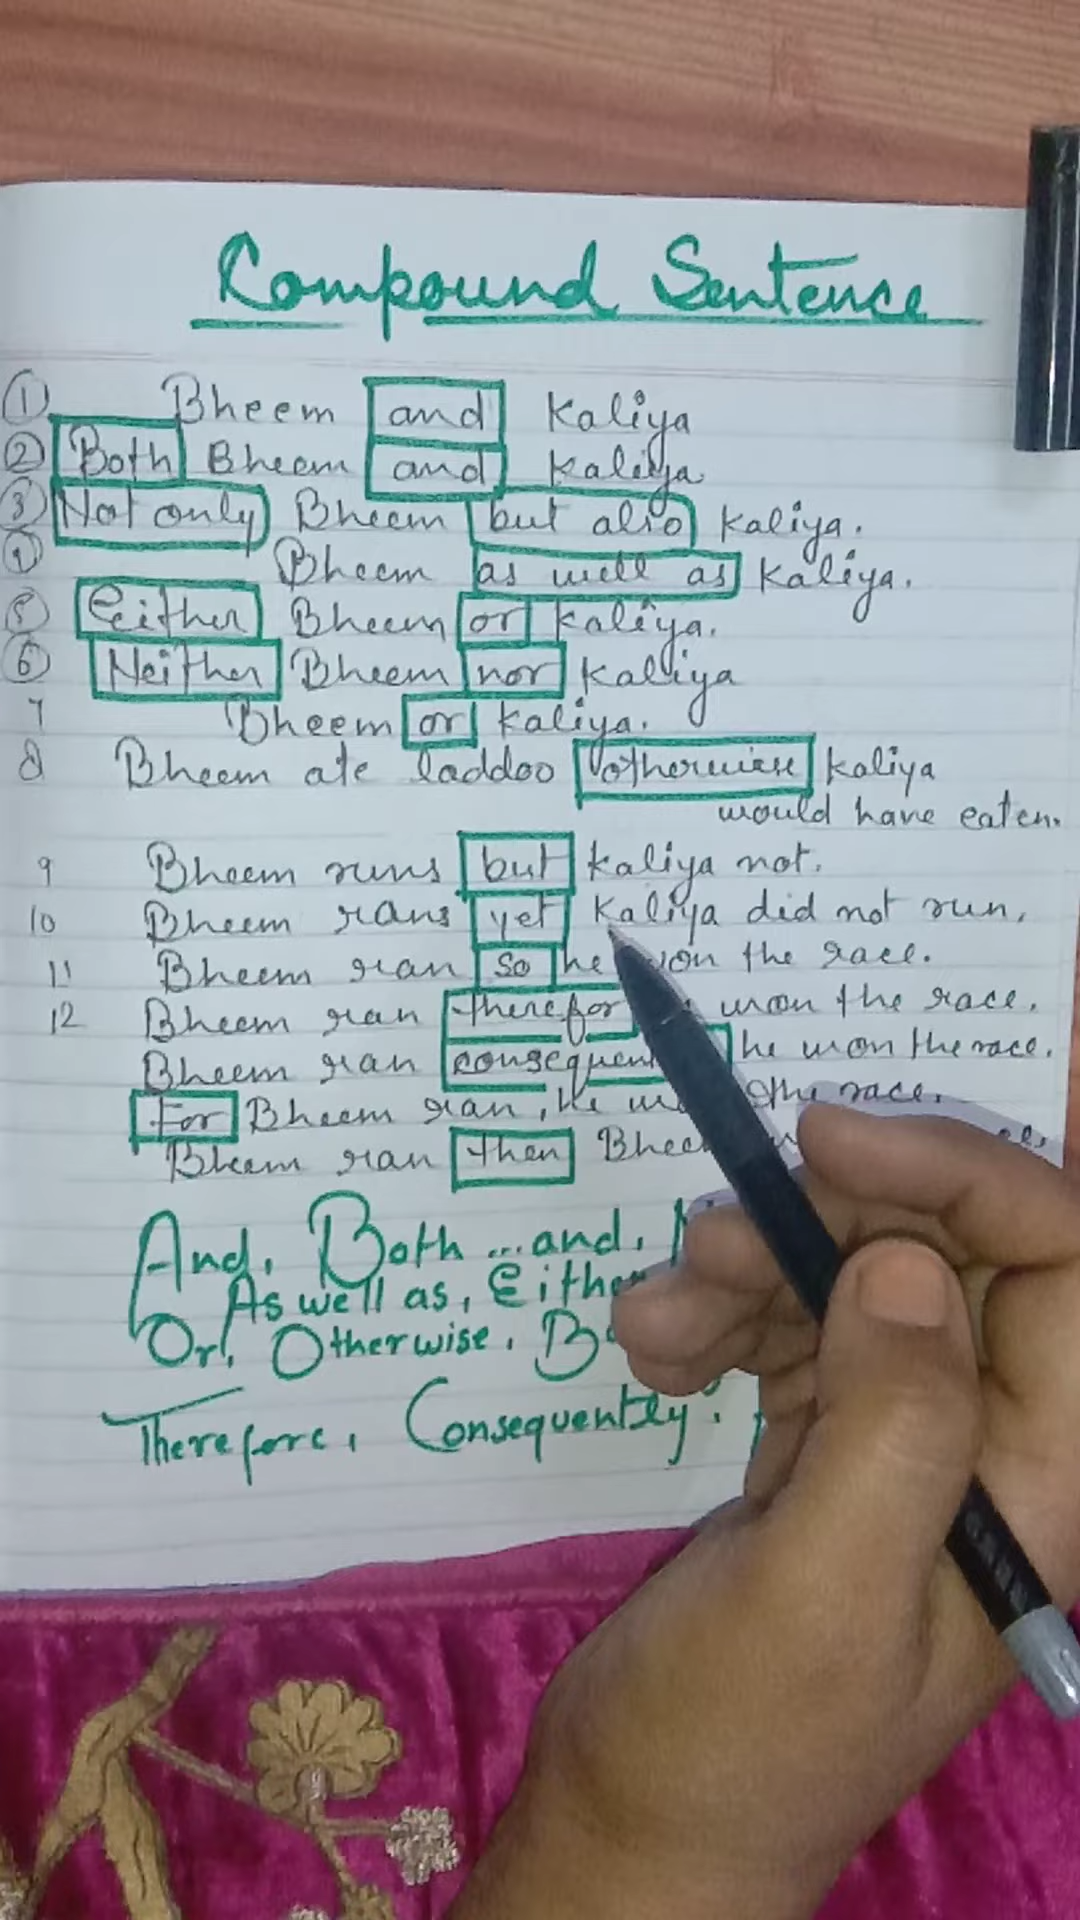 Compound Sentence
① Bheem and Kaliya
② Both Bheem and Kaliya.
③ Not only Bheem but also Kaliya.
④ Bheem as well as Kaliya.
⑤ Either Bheem or Kaliya.
⑥ Neither Bheem nor Kaliya
7 Bheem or Kaliya.
8 Bheem ate laddoo otherwise Kaliya
would have eaten.
9 Bheem runs but Kaliya not.
10 Bheem rans yet Kaliya did not run.
11 Bheem ran so he won the race.
12 Bheem ran therefor won the race.
Bheem ran consequent he won the race.
For Bheem ran, he the race.
Bheem ran then
And, Both ...and,
As well as, Either
Or, Otherwise,
Therefore, Consequently,